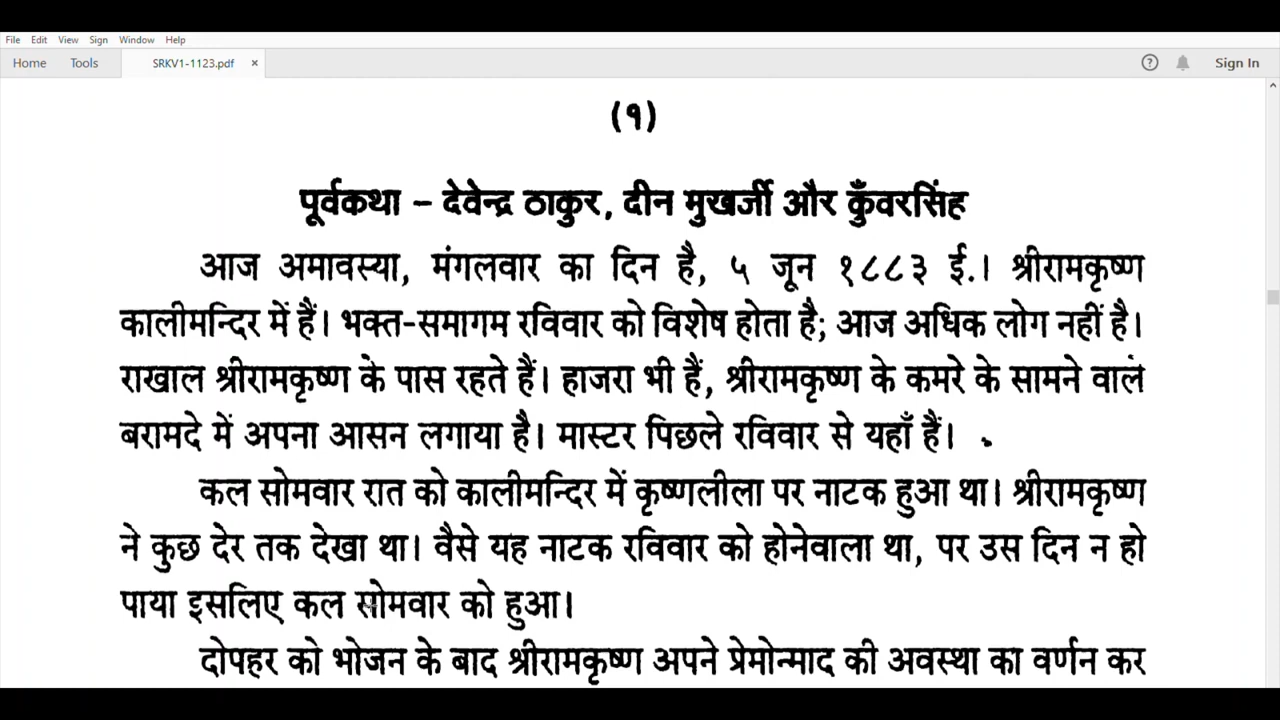 File Edit View Sign Window Help
Home Tools SRKV1-1123.pdf × Sign In
(१)
पूर्वकथा – देवेन्द्र ठाकुर, दीन मुखर्जी और कुँवरसिंह
आज अमावस्या, मंगलवार का दिन है, ५ जून १८८३ ई.। श्रीरामकृष्ण
कालीमन्दिर में हैं। भक्त-समागम रविवार को विशेष होता है; आज अधिक लोग नहीं है।
राखाल श्रीरामकृष्ण के पास रहते हैं। हाजरा भी हैं, श्रीरामकृष्ण के कमरे के सामने वाले
बरामदे में अपना आसन लगाया है। मास्टर पिछले रविवार से यहाँ हैं।
कल सोमवार रात को कालीमन्दिर में कृष्णलीला पर नाटक हुआ था। श्रीरामकृष्ण
ने कुछ देर तक देखा था। वैसे यह नाटक रविवार को होनेवाला था, पर उस दिन न हो
पाया इसलिए कल सोमवार को हुआ।
दोपहर को भोजन के बाद श्रीरामकृष्ण अपने प्रेमोन्माद की अवस्था का वर्णन कर